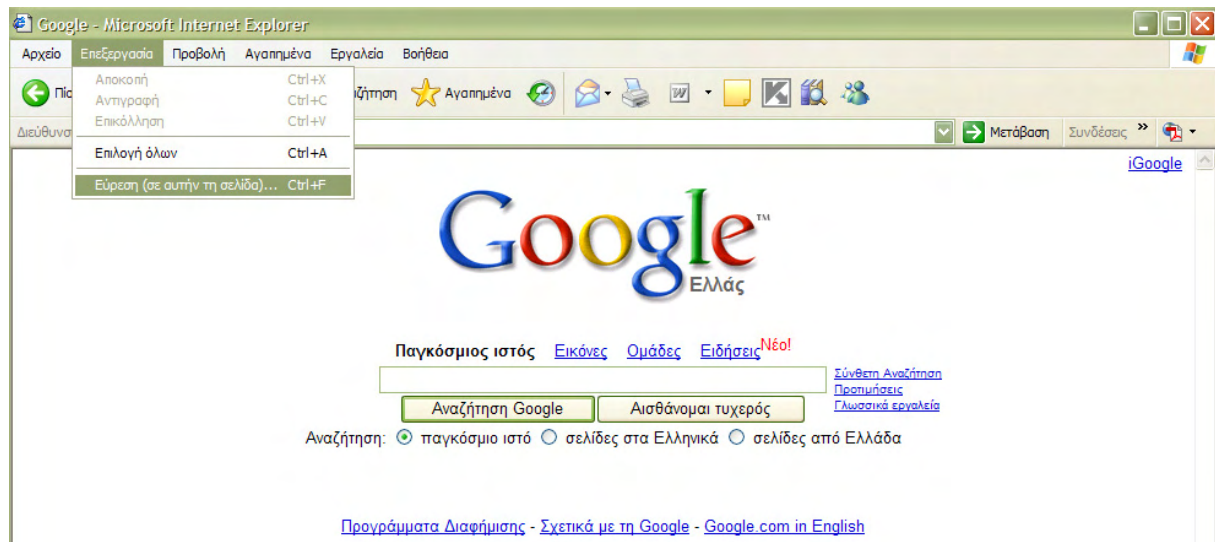 Google - Microsoft Internet Explorer
Αρχείο Επεξεργασία Προβολή Αγαπημένα Εργαλεία Βοήθεια
Αποκοπή Ctrl+X
Αντιγραφή Ctrl+C
Επικόλληση Ctrl+V
Επιλογή όλων Ctrl+A
Εύρεση (σε αυτήν τη σελίδα)... Ctrl+F
Αγαπημένα
Μετάβαση Συνδέσεις »
iGoogle
Google™
Ελλάς
Παγκόσμιος ιστός Εικόνες Ομάδες Ειδήσεις Νέο!
Σύνθετη Αναζήτηση
Προτιμήσεις
Γλωσσικά εργαλεία
Αναζήτηση Google Αισθάνομαι τυχερός
Αναζήτηση: παγκόσμιο ιστό σελίδες στα Ελληνικά σελίδες από Ελλάδα
Προγράμματα Διαφήμισης - Σχετικά με τη Google - Google.com in English